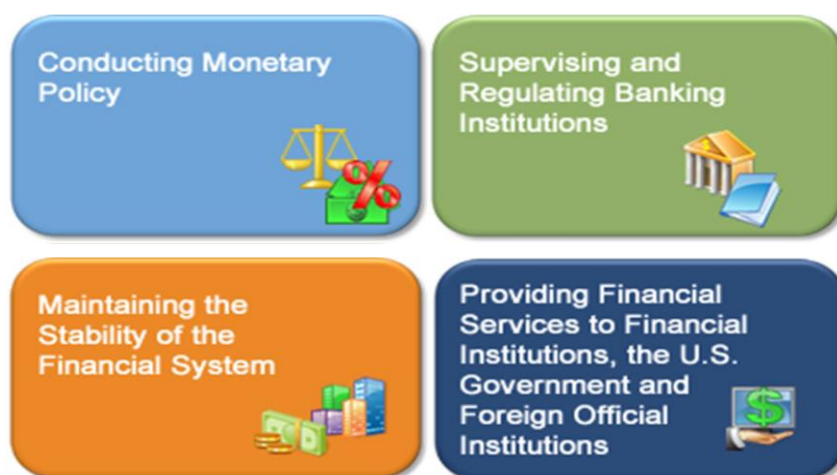 Conducting Monetary
Policy
Supervising and
Regulating Banking
Institutions
Maintaining the
Stability of the
Financial System
Providing Financial
Services to Financial
Institutions, the U.S.
Government and
Foreign Official
Institutions